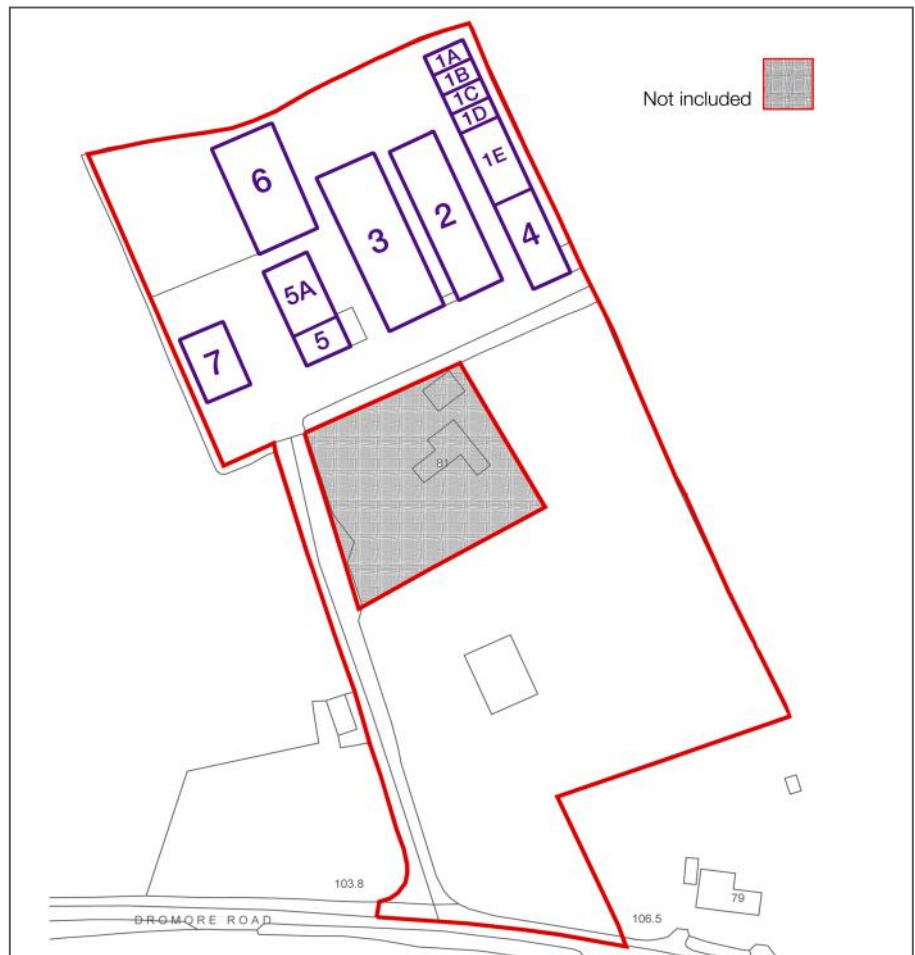 1A
1B
Not included
1C
1D
1E
6
2
3
4
5A
5
7
81
103.8
79
DROMORE ROAD
106.5